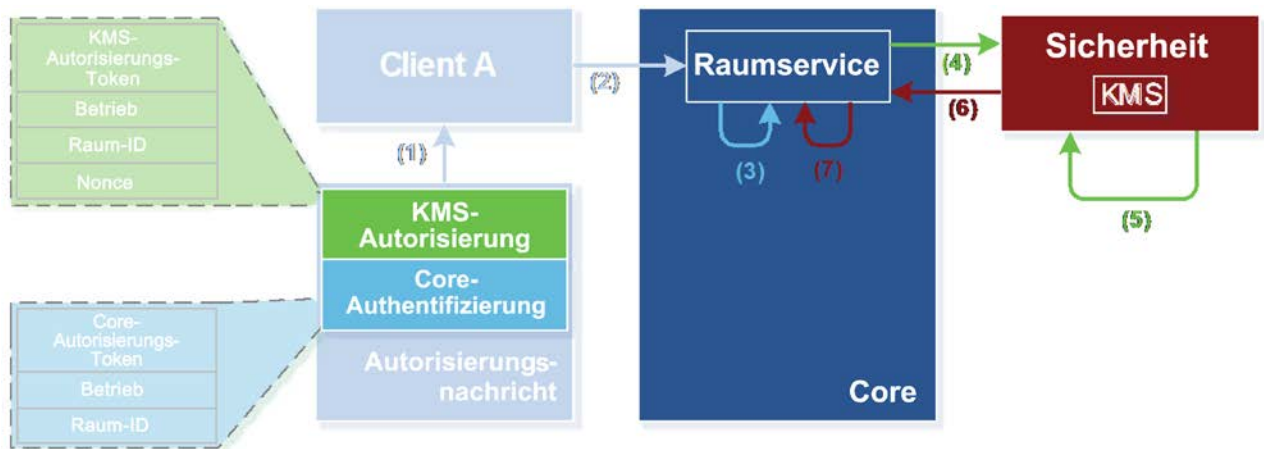 KMS-
Autorisierungs-
Token
Betrieb
Raum-ID
Nonce
Client A
(1)
(2)
KMS-
Autorisierung
Core-
Authentifizierung
Autorisierungs-
nachricht
Core-
Autorisierungs-
Token
Betrieb
Raum-ID
Raumservice
(3)
(7)
Core
(4)
(6)
Sicherheit
KMS
(5)